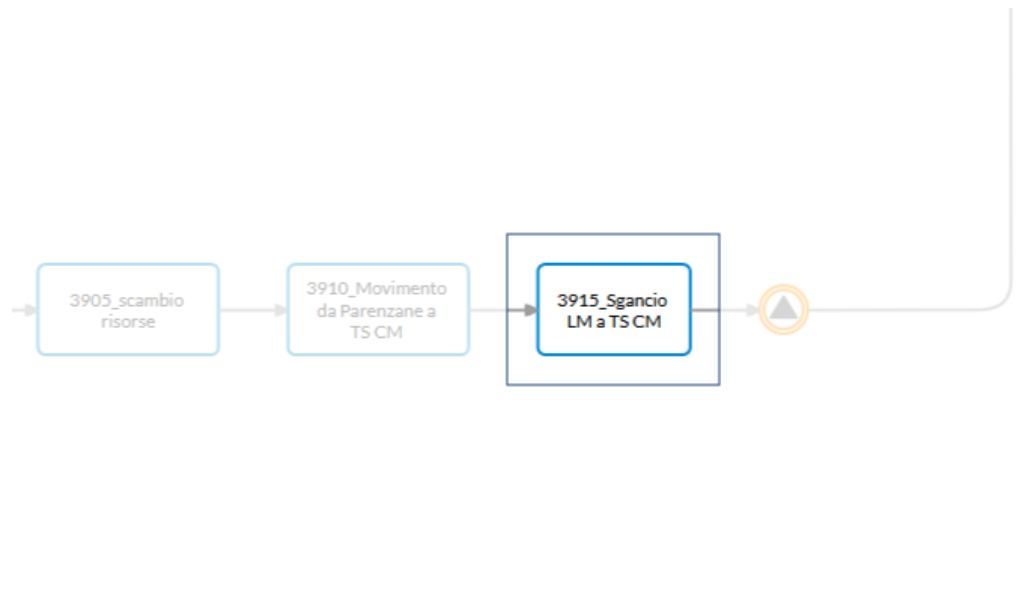 3905_scambio
risorse
3910_Movimento
da Parenzane a
TS CM
3915_Sgancio
LM a TS CM